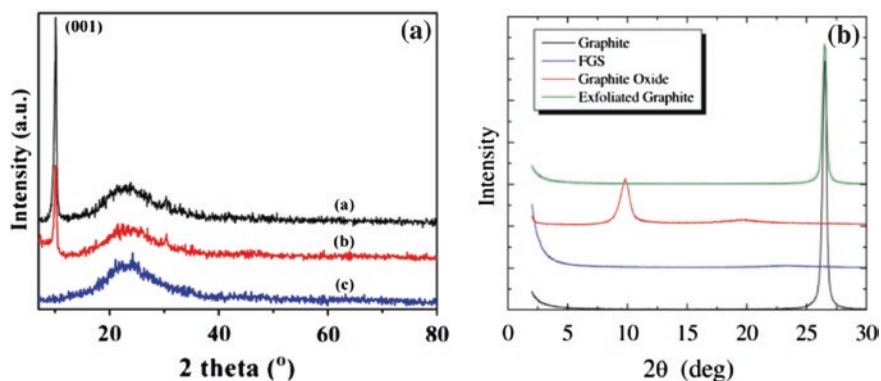 (001)
(a)
Intensity (a.u.)
(a)
(b)
(c)
20
40
60
80
2 theta (°)
(b)
Graphite
FGS
Graphite Oxide
Exfoliated Graphite
Intensity
0
5
10
15
20
25
30
2θ (deg)